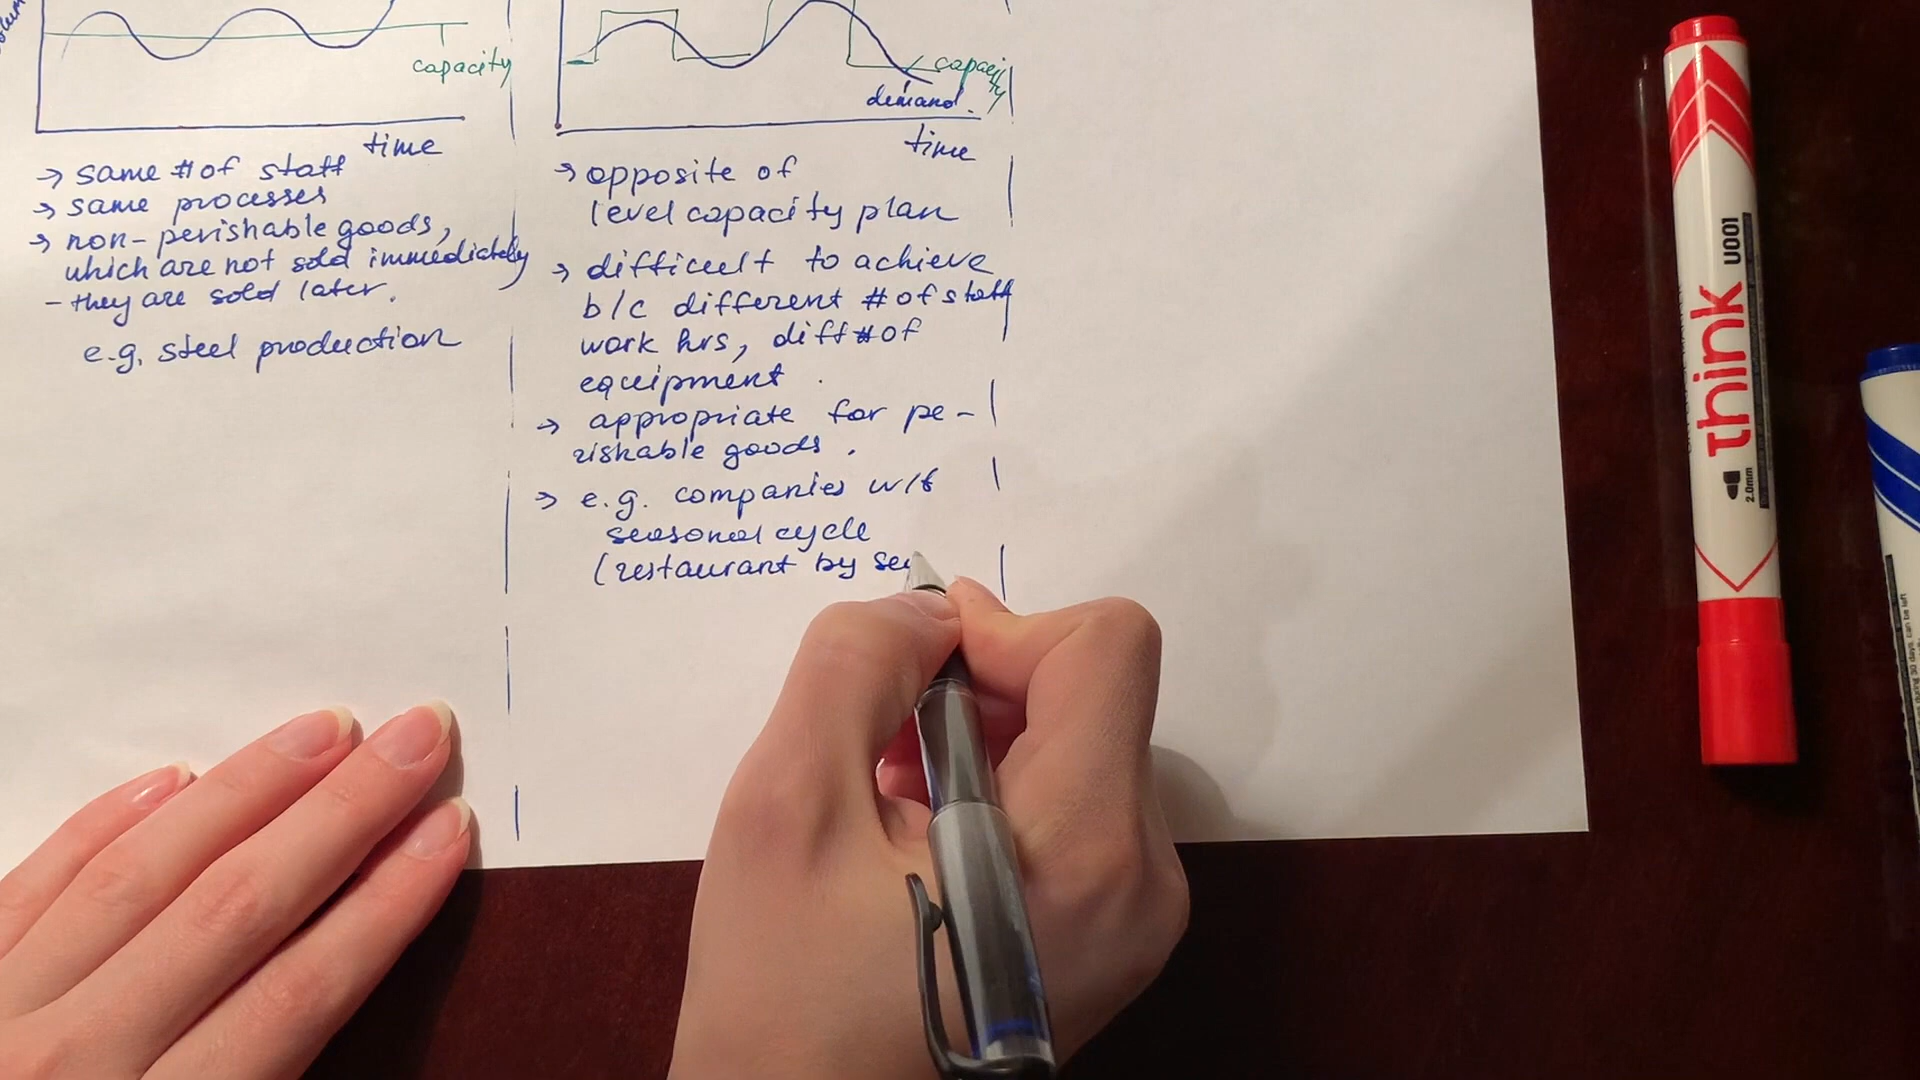 capacity
time
→ same # of staff
→ same processes
→ non-perishable goods,
which are not sold immediately
- they are sold later.
e.g. steel production
capacity
demand.
time
→ opposite of
level capacity plan
→ difficult to achieve
b/c different # of staff
work hrs, diff # of
equipment.
→ appropriate for pe-
rishable goods.
→ e.g. companies w/
seasonal cycle
(restaurant by sea
think
U001
2.0mm